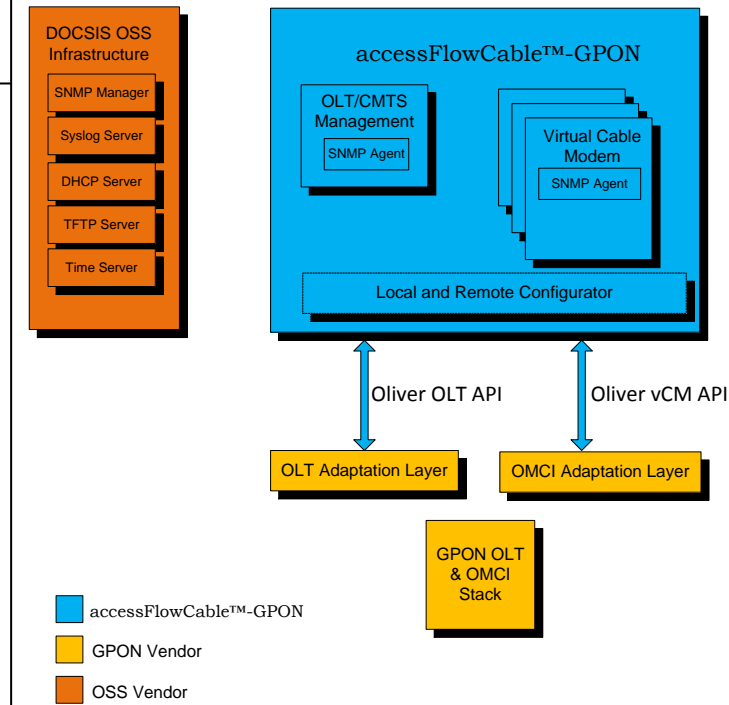 DOCSIS OSS
Infrastructure
SNMP Manager
Syslog Server
DHCP Server
TFTP Server
Time Server
accessFlowCable™-GPON
OLT/CMTS
Management
SNMP Agent
Virtual Cable
Modem
SNMP Agent
Local and Remote Configurator
Oliver OLT API
Oliver vCM API
OLT Adaptation Layer
OMCI Adaptation Layer
GPON OLT
& OMCI
Stack
accessFlowCable™-GPON
GPON Vendor
OSS Vendor